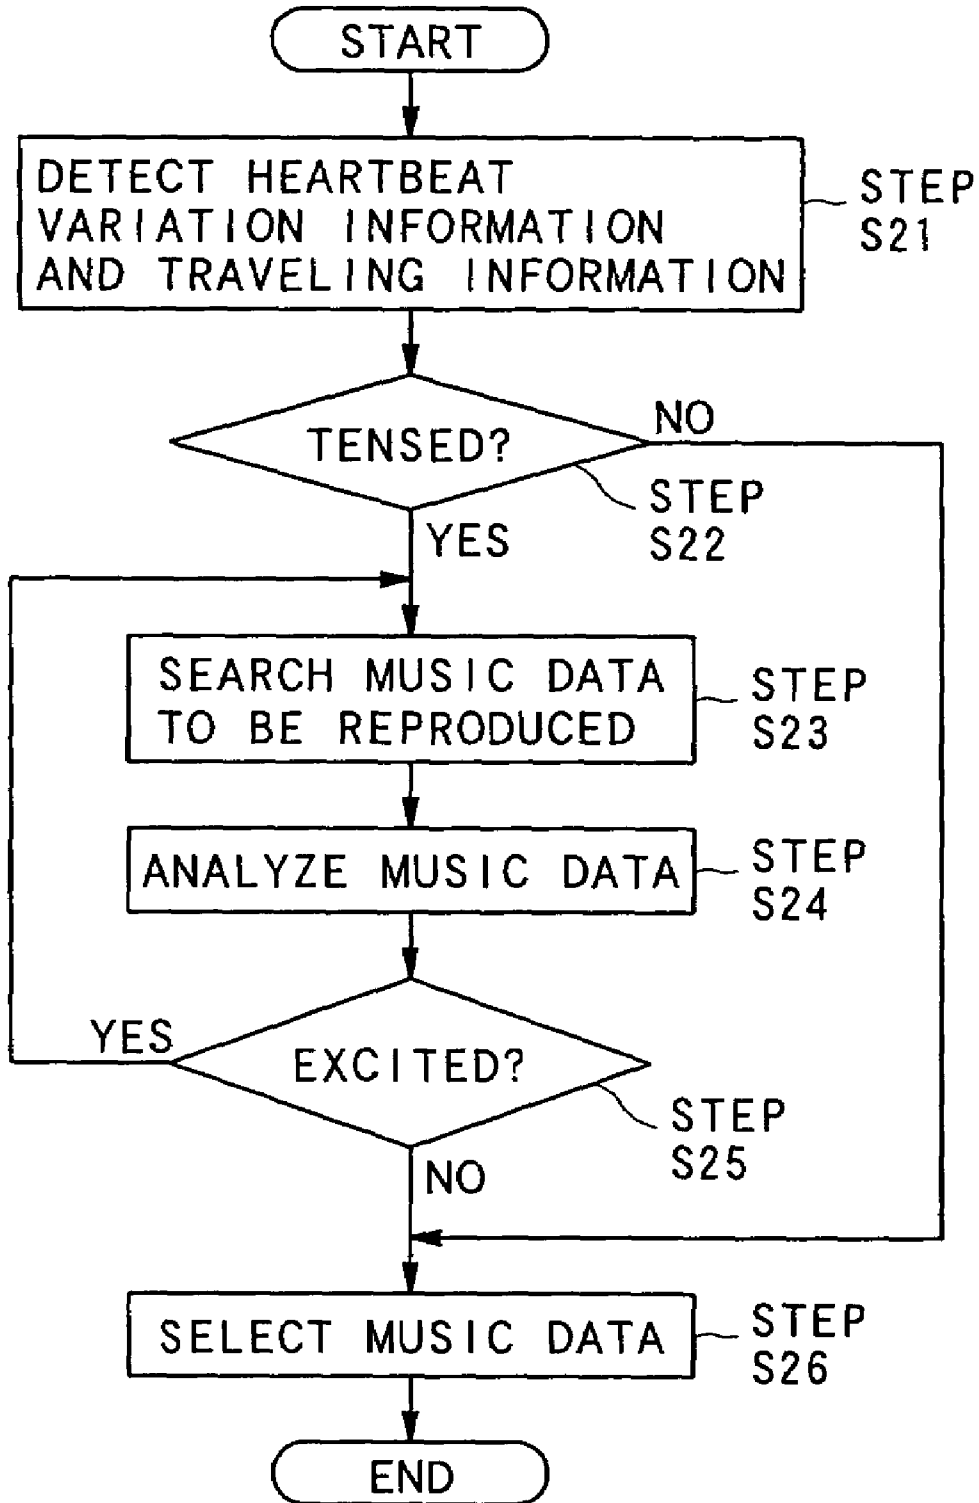 START
DETECT HEARTBEAT
VARIATION INFORMATION
AND TRAVELING INFORMATION
STEP
S21
TENSED?
NO
STEP
S22
YES
SEARCH MUSIC DATA
TO BE REPRODUCED
STEP
S23
ANALYZE MUSIC DATA
STEP
S24
YES
EXCITED?
STEP
S25
NO
SELECT MUSIC DATA
STEP
S26
END